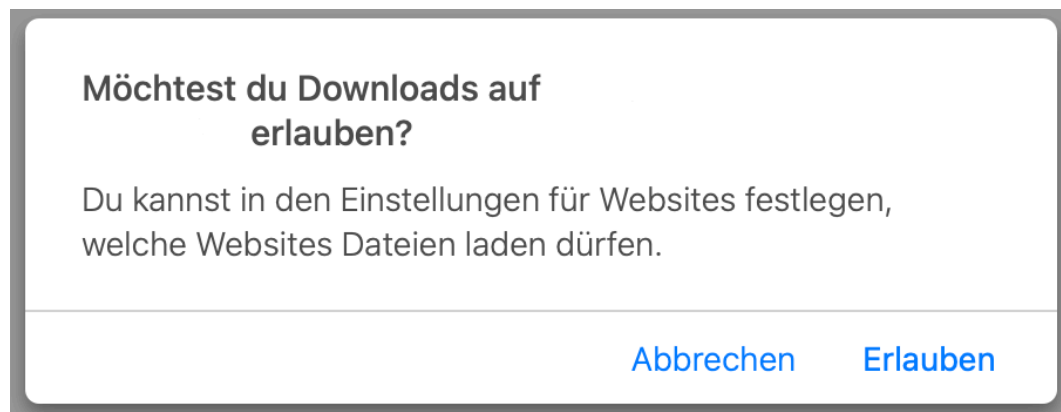 Möchtest du Downloads auf
erlauben?
Du kannst in den Einstellungen für Websites festlegen,
welche Websites Dateien laden dürfen.
Abbrechen Erlauben